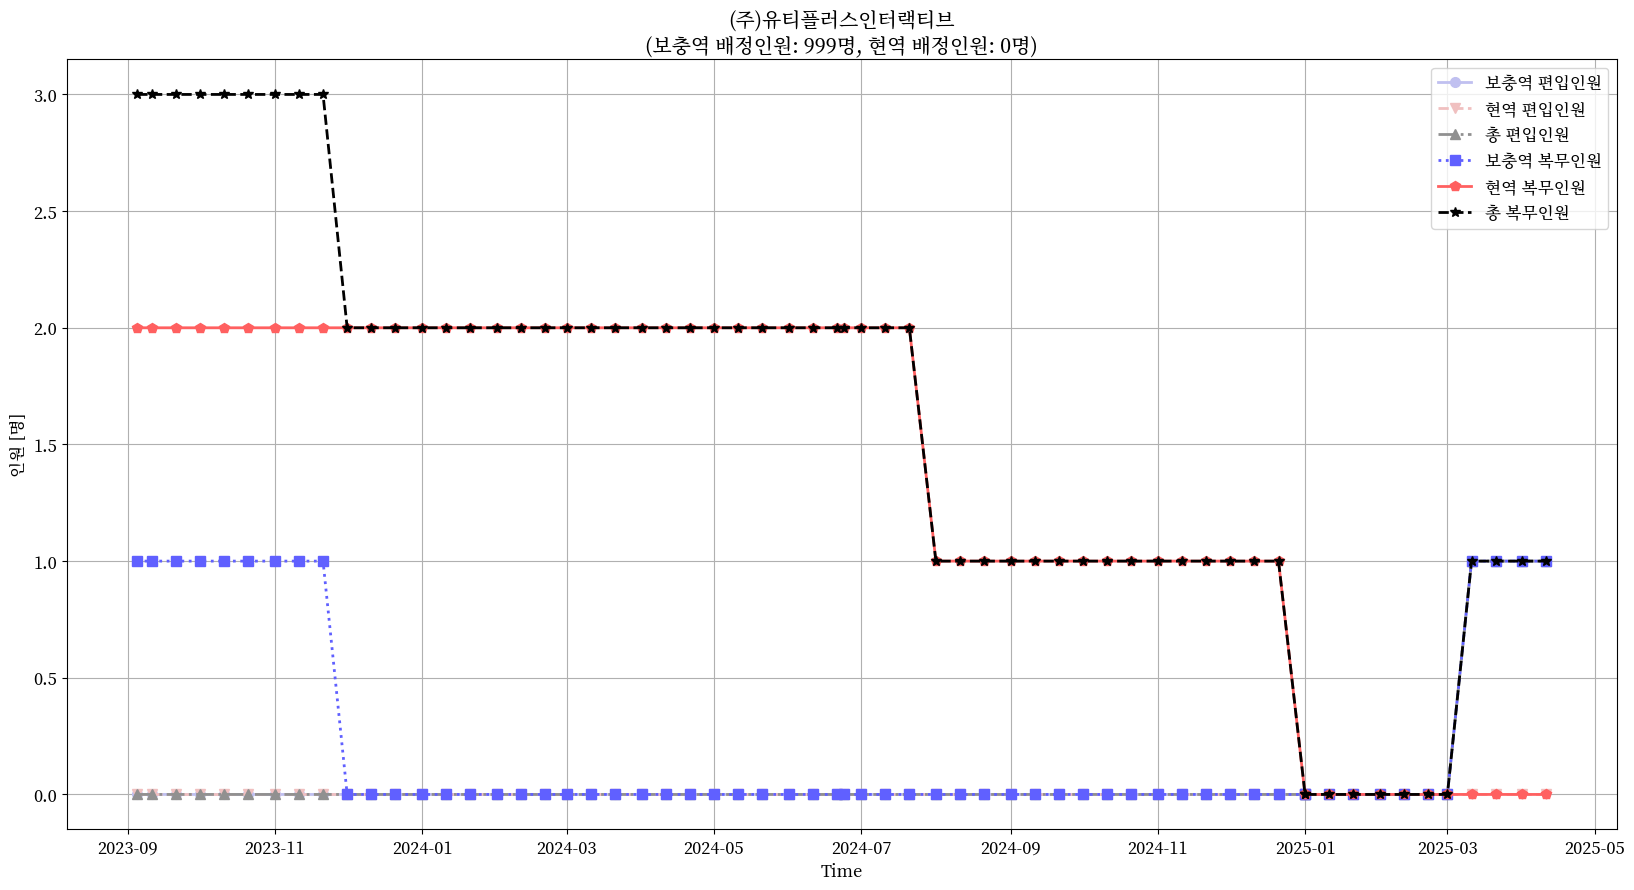 (주)유티플러스인터랙티브
(보충역 배정인원: 999명, 현역 배정인원: 0명)
보충역 편입인원
현역 편입인원
총 편입인원
보충역 복무인원
현역 복무인원
총 복무인원
인원 [명]
3.0
2.5
2.0
1.5
1.0
0.5
0.0
2023-09 2023-11 2024-01 2024-03 2024-05 2024-07 2024-09 2024-11 2025-01 2025-03 2025-05
Time